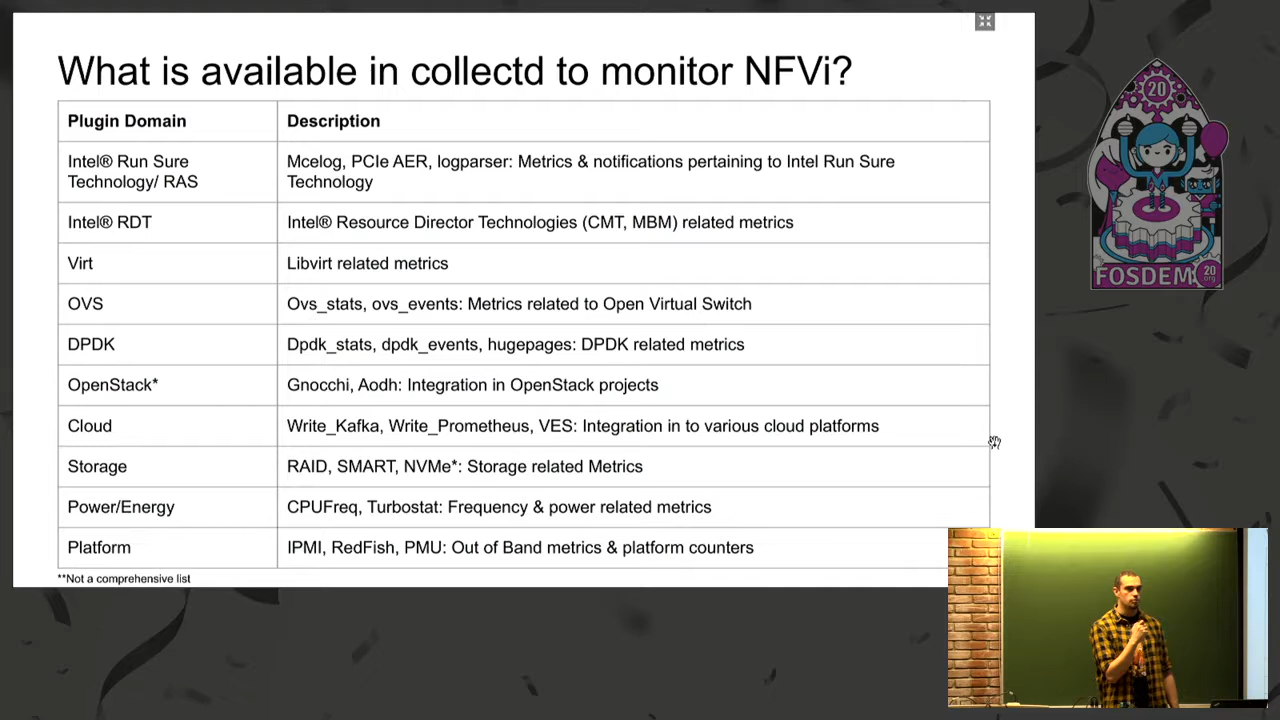 What is available in collectd to monitor NFVi?
Plugin Domain
Description
Intel® Run Sure
Technology/ RAS
Mcelog, PCIe AER, logparser: Metrics & notifications pertaining to Intel Run Sure
Technology
Intel® RDT
Intel® Resource Director Technologies (CMT, MBM) related metrics
Virt
Libvirt related metrics
OVS
Ovs_stats, ovs_events: Metrics related to Open Virtual Switch
DPDK
Dpdk_stats, dpdk_events, hugepages: DPDK related metrics
OpenStack*
Gnocchi, Aodh: Integration in OpenStack projects
Cloud
Write_Kafka, Write_Prometheus, VES: Integration in to various cloud platforms
Storage
RAID, SMART, NVMe*: Storage related Metrics
Power/Energy
CPUFreq, Turbostat: Frequency & power related metrics
Platform
IPMI, RedFish, PMU: Out of Band metrics & platform counters
**Not a comprehensive list
20
FOSDEM
20
.org